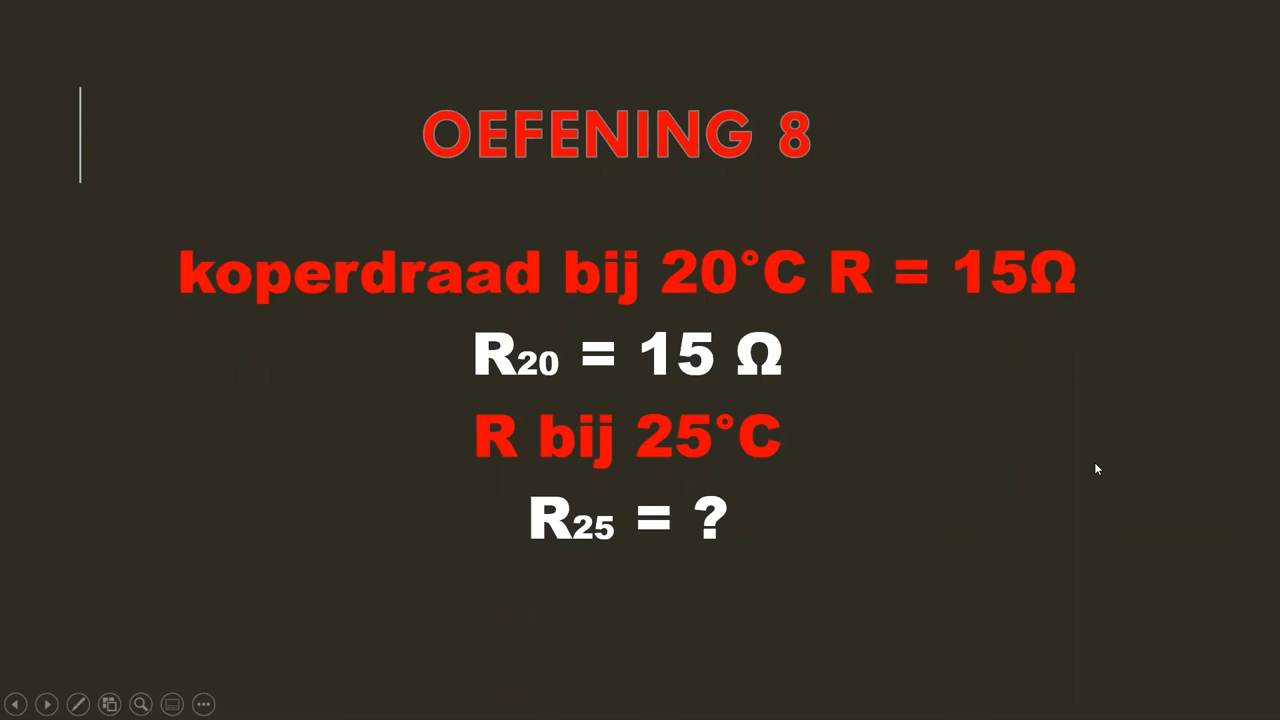 OEFENING 8
koperdraad bij 20°C R = 15Ω
R₂₀ = 15 Ω
R bij 25°C
R₂₅ = ?